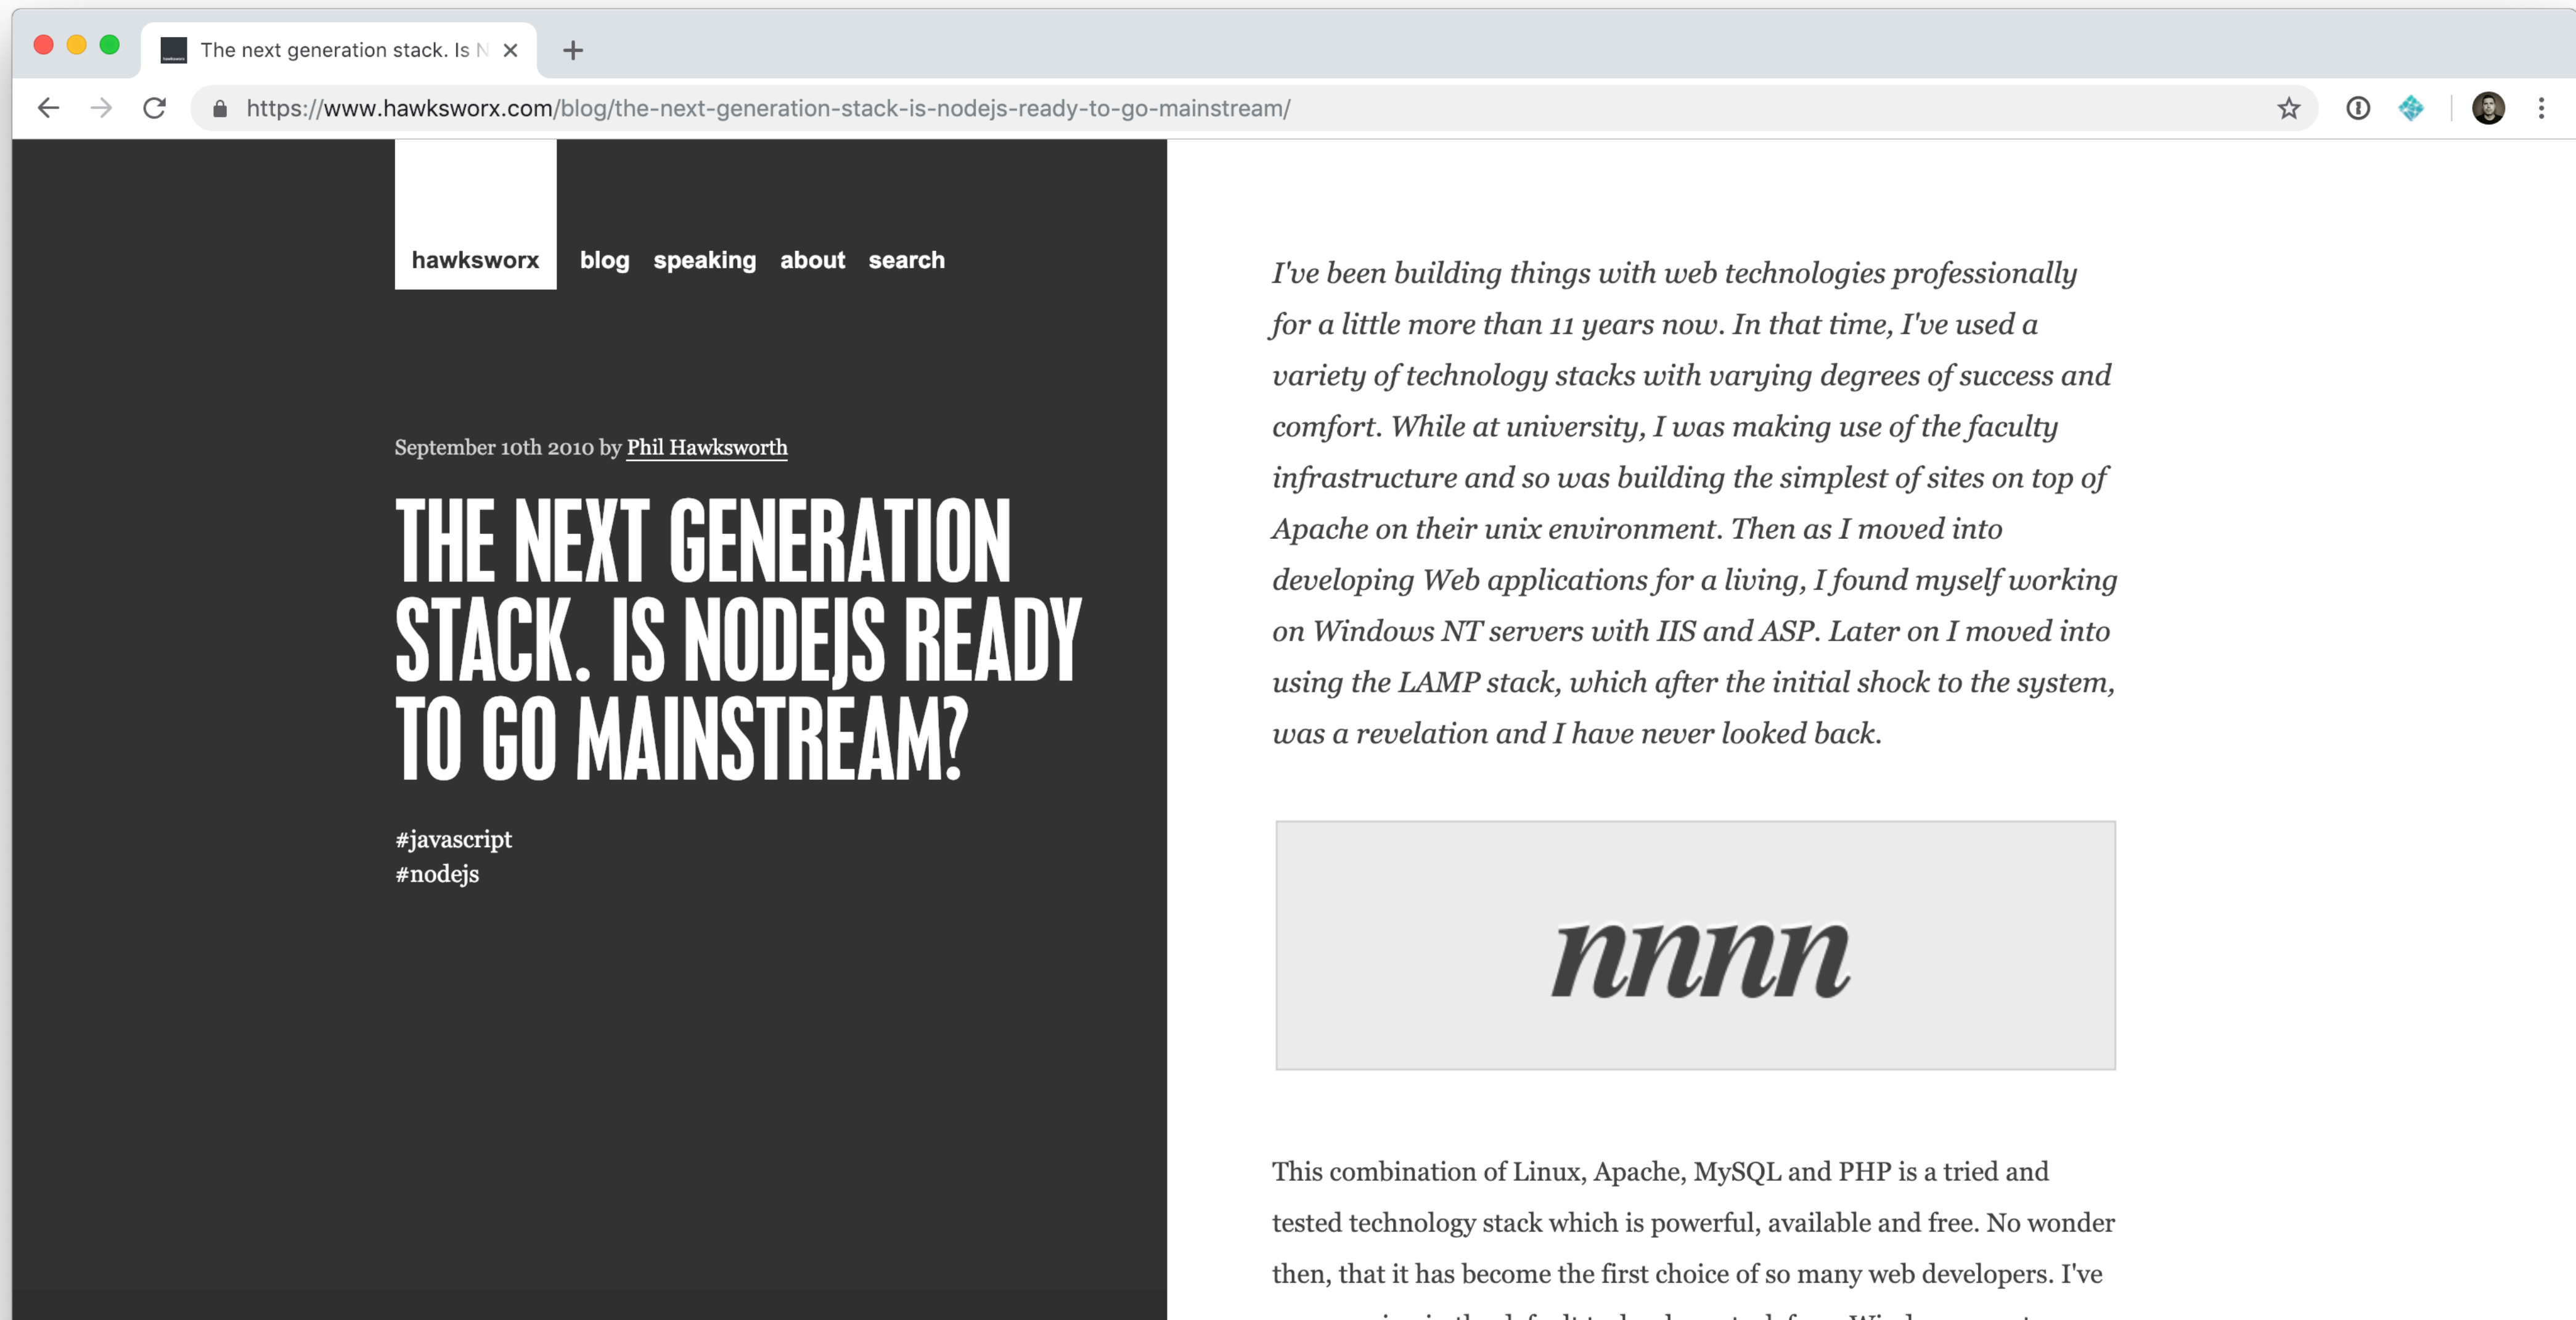 The next generation stack. Is
https://www.hawksworx.com/blog/the-next-generation-stack-is-nodejs-ready-to-go-mainstream/
hawksworx blog speaking about search
September 10th 2010 by Phil Hawksworth
THE NEXT GENERATION
STACK. IS NODEJS READY
TO GO MAINSTREAM?
#javascript
#nodejs
I've been building things with web technologies professionally
for a little more than 11 years now. In that time, I've used a
variety of technology stacks with varying degrees of success and
comfort. While at university, I was making use of the faculty
infrastructure and so was building the simplest of sites on top of
Apache on their unix environment. Then as I moved into
developing Web applications for a living, I found myself working
on Windows NT servers with IIS and ASP. Later on I moved into
using the LAMP stack, which after the initial shock to the system,
was a revelation and I have never looked back.
nnnn
This combination of Linux, Apache, MySQL and PHP is a tried and
tested technology stack which is powerful, available and free. No wonder
then, that it has become the first choice of so many web developers. I've